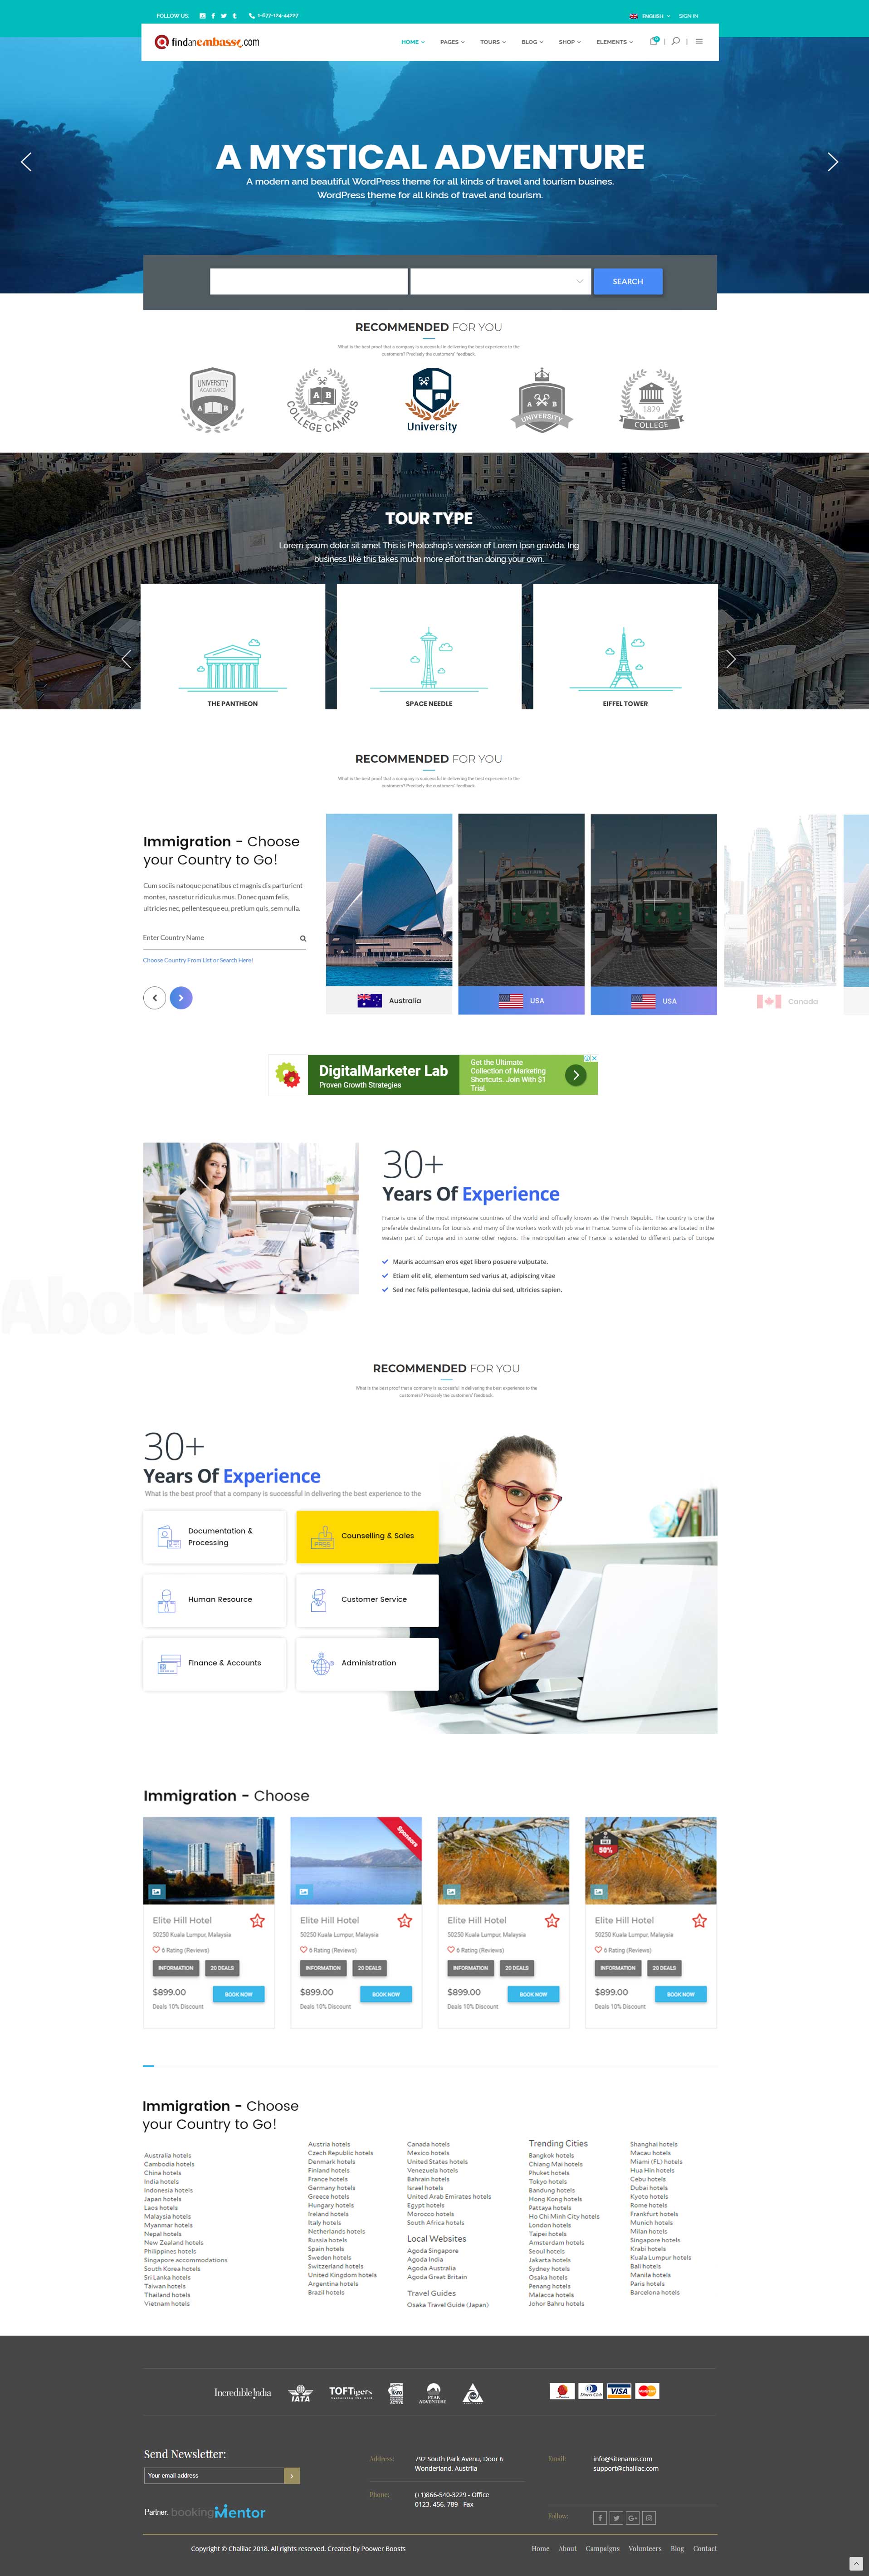 FOLLOW US:
1-877-174-44777
ENGLISH
SIGN IN
findanembasse.com
HOME
PAGES
TOURS
BLOG
SHOP
ELEMENTS
A MYSTICAL ADVENTURE
A modern and beautiful WordPress theme for all kinds of travel and tourism busines.
WordPress theme for all kinds of travel and tourism.
SEARCH
RECOMMENDED FOR YOU
What is the best proof that a company is successful in delivering the best experience to the
customers? Precisely the customers' feedback.
UNIVERSITY
ACADEMICS
A B
A B
COLLEGE CAMPUS
University
A B
UNIVERSITY
1829
COLLEGE
TOUR TYPE
Lorem ipsum dolor sit amet This is Photoshop's version of Lorem Ipsn gravida. Ing
business like this takes much more effort than doing your own.
THE PANTHEON
SPACE NEEDLE
EIFFEL TOWER
RECOMMENDED FOR YOU
What is the best proof that a company is successful in delivering the best experience to the
customers? Precisely the customers' feedback.
Immigration - Choose
your Country to Go!
Cum sociis natoque penatibus et magnis dis parturient
montes, nascetur ridiculus mus. Donec quam felis,
ultricies nec, pellentesque eu, pretium quis, sem nulla.
Enter Country Name
Choose Country From List or Search Here!
Australia
USA
USA
Canada
DigitalMarketer Lab
Proven Growth Strategies
Get the Ultimate
Collection of Marketing
Shortcuts. Join With $1
Trial.
30+
Years Of Experience
France is one of the most impressive countries of the world and officially known as the French Republic. The country is one the
preferable destinations for tourists and many of the workers work with job visa in France. Some of its territories are located in the
western part of Europe and in some other regions. The metropolitan area of France is extended to different parts of Europe
Mauris accumsan eros eget libero posuere vulputate.
Etiam elit elit, elementum sed varius at, adipiscing vitae
Sed nec felis pellentesque, lacinia dui sed, ultricies sapien.
About Us
RECOMMENDED FOR YOU
What is the best proof that a company is successful in delivering the best experience to the
customers? Precisely the customers' feedback.
30+
Years Of Experience
What is the best proof that a company is successful in delivering the best experience to the
Documentation &
Processing
Counselling & Sales
Human Resource
Customer Service
Finance & Accounts
Administration
Immigration - Choose
Sponsors
50%
Elite Hill Hotel
50250 Kuala Lumpur, Malaysia
6 Rating (Reviews)
INFORMATION
20 DEALS
$899.00
BOOK NOW
Deals 10% Discount
Elite Hill Hotel
50250 Kuala Lumpur, Malaysia
6 Rating (Reviews)
INFORMATION
20 DEALS
$899.00
BOOK NOW
Deals 10% Discount
Elite Hill Hotel
50250 Kuala Lumpur, Malaysia
6 Rating (Reviews)
INFORMATION
20 DEALS
$899.00
BOOK NOW
Deals 10% Discount
Elite Hill Hotel
50250 Kuala Lumpur, Malaysia
6 Rating (Reviews)
INFORMATION
20 DEALS
$899.00
BOOK NOW
Deals 10% Discount
Immigration - Choose
your Country to Go!
Australia hotels
Cambodia hotels
China hotels
India hotels
Indonesia hotels
Japan hotels
Laos hotels
Malaysia hotels
Myanmar hotels
Nepal hotels
New Zealand hotels
Philippines hotels
Singapore accommodations
South Korea hotels
Sri Lanka hotels
Taiwan hotels
Thailand hotels
Vietnam hotels
Austria hotels
Czech Republic hotels
Denmark hotels
Finland hotels
France hotels
Germany hotels
Greece hotels
Hungary hotels
Ireland hotels
Italy hotels
Netherlands hotels
Russia hotels
Spain hotels
Sweden hotels
Switzerland hotels
United Kingdom hotels
Argentina hotels
Brazil hotels
Canada hotels
Mexico hotels
United States hotels
Venezuela hotels
Bahrain hotels
Israel hotels
United Arab Emirates hotels
Egypt hotels
Morocco hotels
South Africa hotels
Local Websites
Agoda Singapore
Agoda India
Agoda Australia
Agoda Great Britain
Travel Guides
Osaka Travel Guide (Japan)
Trending Cities
Bangkok hotels
Chiang Mai hotels
Phuket hotels
Tokyo hotels
Bandung hotels
Hong Kong hotels
Pattaya hotels
Ho Chi Minh City hotels
London hotels
Taipei hotels
Amsterdam hotels
Seoul hotels
Jakarta hotels
Sydney hotels
Osaka hotels
Penang hotels
Malacca hotels
Johor Bahru hotels
Shanghai hotels
Macau hotels
Miami (FL) hotels
Hua Hin hotels
Cebu hotels
Dubai hotels
Kyoto hotels
Rome hotels
Frankfurt hotels
Munich hotels
Milan hotels
Singapore hotels
Krabi hotels
Kuala Lumpur hotels
Bali hotels
Manila hotels
Paris hotels
Barcelona hotels
Incredible India
IATA
TOFTigers
PEAK
ADVENTURE
Diners Club
VISA
MasterCard
Send Newsletter:
Your email address
Partner: bookingMentor
Address:
792 South Park Avenu, Door 6
Wonderland, Austrila
Phone:
(+1)866-540-3229 - Office
0123. 456. 789 - Fax
Email:
info@sitename.com
support@chalilac.com
Follow:
Copyright © Chalilac 2018. All rights reserved. Created by Poower Boosts
Home
About
Campaigns
Volunteers
Blog
Contact